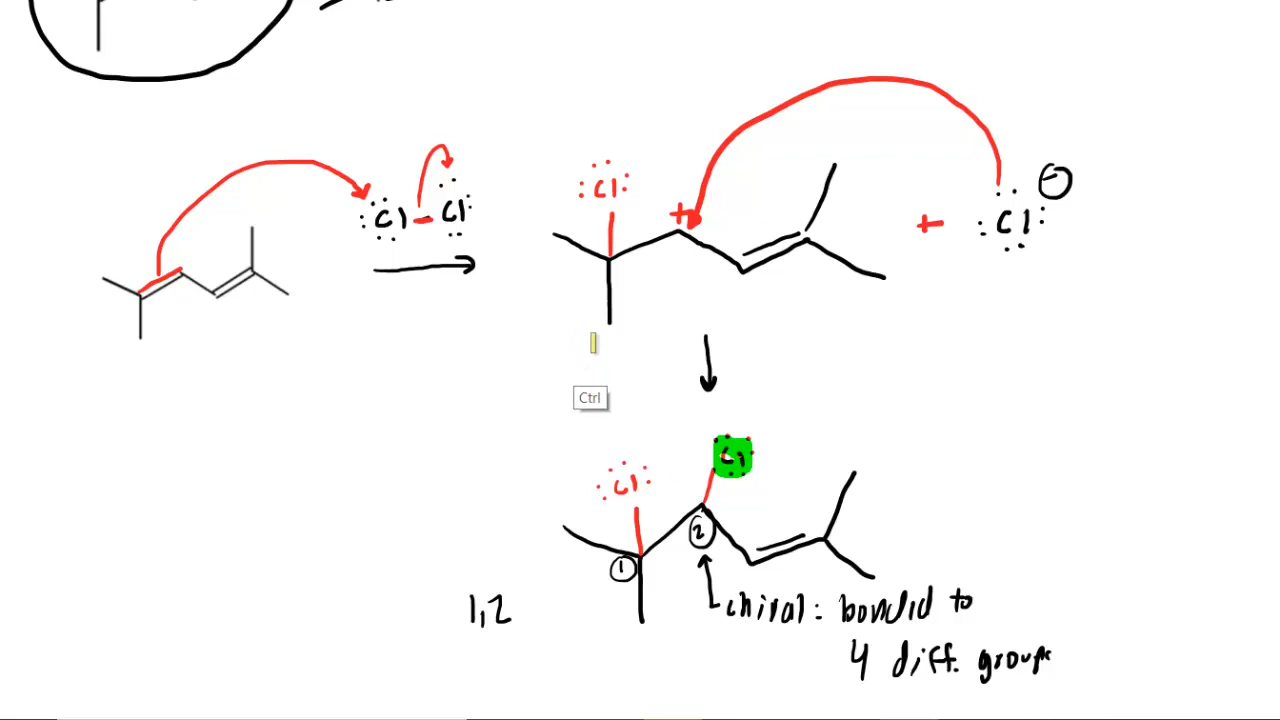 Cl - Cl
Cl
+
+
Cl
⊖
Ctrl
Cl
Cl
2
1
1,2
chiral: bonded to
4 diff. groups